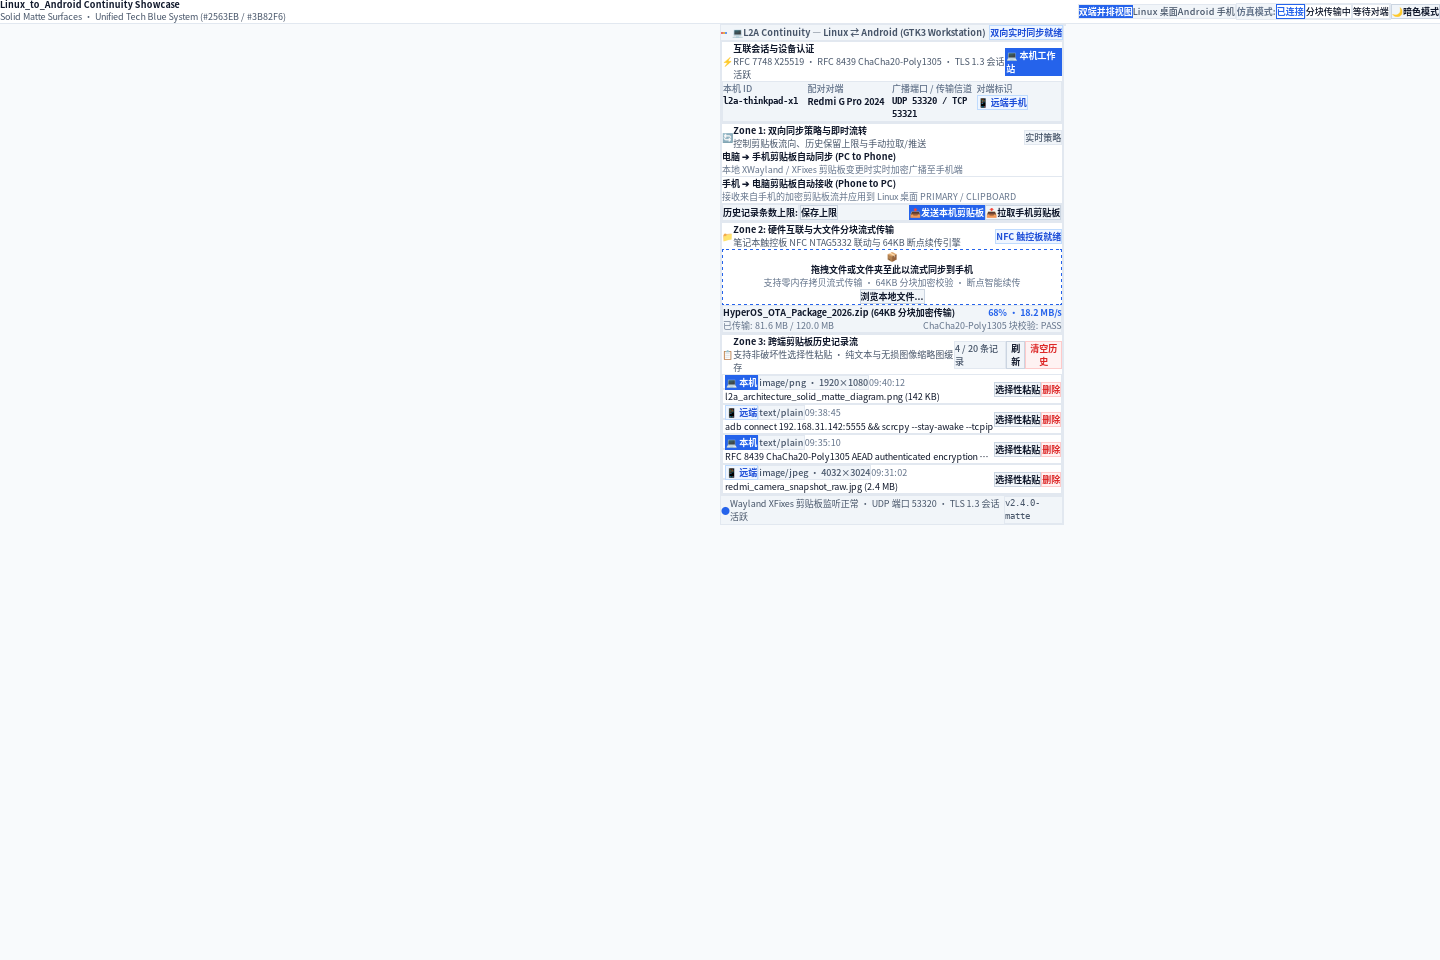 Linux_to_Android Continuity Showcase
Solid Matte Surfaces • Unified Tech Blue System (#2563EB / #3B82F6)
双端并排视图 Linux 桌面 Android 手机 仿真模式: 已连接 分块传输中 等待对端 🌙暗色模式
💻L2A Continuity — Linux ⇄ Android (GTK3 Workstation) 双向实时同步就绪
互联会话与设备认证
⚡RFC 7748 X25519 • RFC 8439 ChaCha20-Poly1305 • TLS 1.3 会话
活跃
💻 本机工作
站
本机 ID 配对对端 广播端口 / 传输信道 对端标识
l2a-thinkpad-x1 Redmi G Pro 2024 UDP 53320 / TCP
53321
📱 远端手机
Zone 1: 双向同步策略与即时流转
🔄控制剪贴板流向、历史保留上限与手动拉取/推送
实时策略
电脑 ➔ 手机剪贴板自动同步 (PC to Phone)
本地 XWayland / XFixes 剪贴板变更时实时加密广播至手机端
手机 ➔ 电脑剪贴板自动接收 (Phone to PC)
接收来自手机的加密剪贴板流并应用到 Linux 桌面 PRIMARY / CLIPBOARD
历史记录条数上限: 保存上限 📤发送本机剪贴板 📥拉取手机剪贴板
Zone 2: 硬件互联与大文件分块流式传输
📁笔记本触控板 NFC NTAG5332 联动与 64KB 断点续传引擎
NFC 触控板就绪
📦
拖拽文件或文件夹至此以流式同步到手机
支持零内存拷贝流式传输 • 64KB 分块加密校验 • 断点智能续传
浏览本地文件...
HyperOS_OTA_Package_2026.zip (64KB 分块加密传输) 68% • 18.2 MB/s
已传输: 81.6 MB / 120.0 MB ChaCha20-Poly1305 块校验: PASS
Zone 3: 跨端剪贴板历史记录流
📋支持非破坏性选择性粘贴 • 纯文本与无损图像缩略图缓
存
4 / 20 条记
录
刷
新
清空历
史
💻 本机 image/png • 1920×1080 09:40:12
l2a_architecture_solid_matte_diagram.png (142 KB)
选择性粘贴 删除
📱 远端 text/plain 09:38:45
adb connect 192.168.31.142:5555 && scrcpy --stay-awake --tcpip
选择性粘贴 删除
💻 本机 text/plain 09:35:10
RFC 8439 ChaCha20-Poly1305 AEAD authenticated encryption …
选择性粘贴 删除
📱 远端 image/jpeg • 4032×3024 09:31:02
redmi_camera_snapshot_raw.jpg (2.4 MB)
选择性粘贴 删除
Wayland XFixes 剪贴板监听正常 • UDP 端口 53320 • TLS 1.3 会话
活跃
v2.4.0-
matte